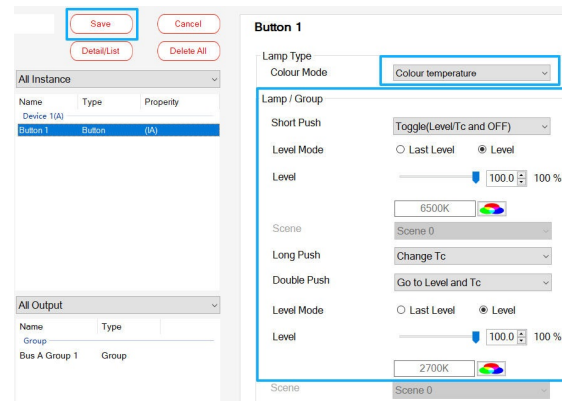 Save
Cancel
Detail/List
Delete All
All Instance
Name Type Properity
Device 1(A)
Button 1 Button (IA)
All Output
Name Type
Group
Bus A Group 1 Group
Button 1
Lamp Type
Colour Mode Colour temperature
Lamp / Group
Short Push Toggle(Level/Tc and OFF)
Level Mode Last Level Level
Level 100.0 100 %
6500K
Scene Scene 0
Long Push Change Tc
Double Push Go to Level and Tc
Level Mode Last Level Level
Level 100.0 100 %
2700K
Scene Scene 0